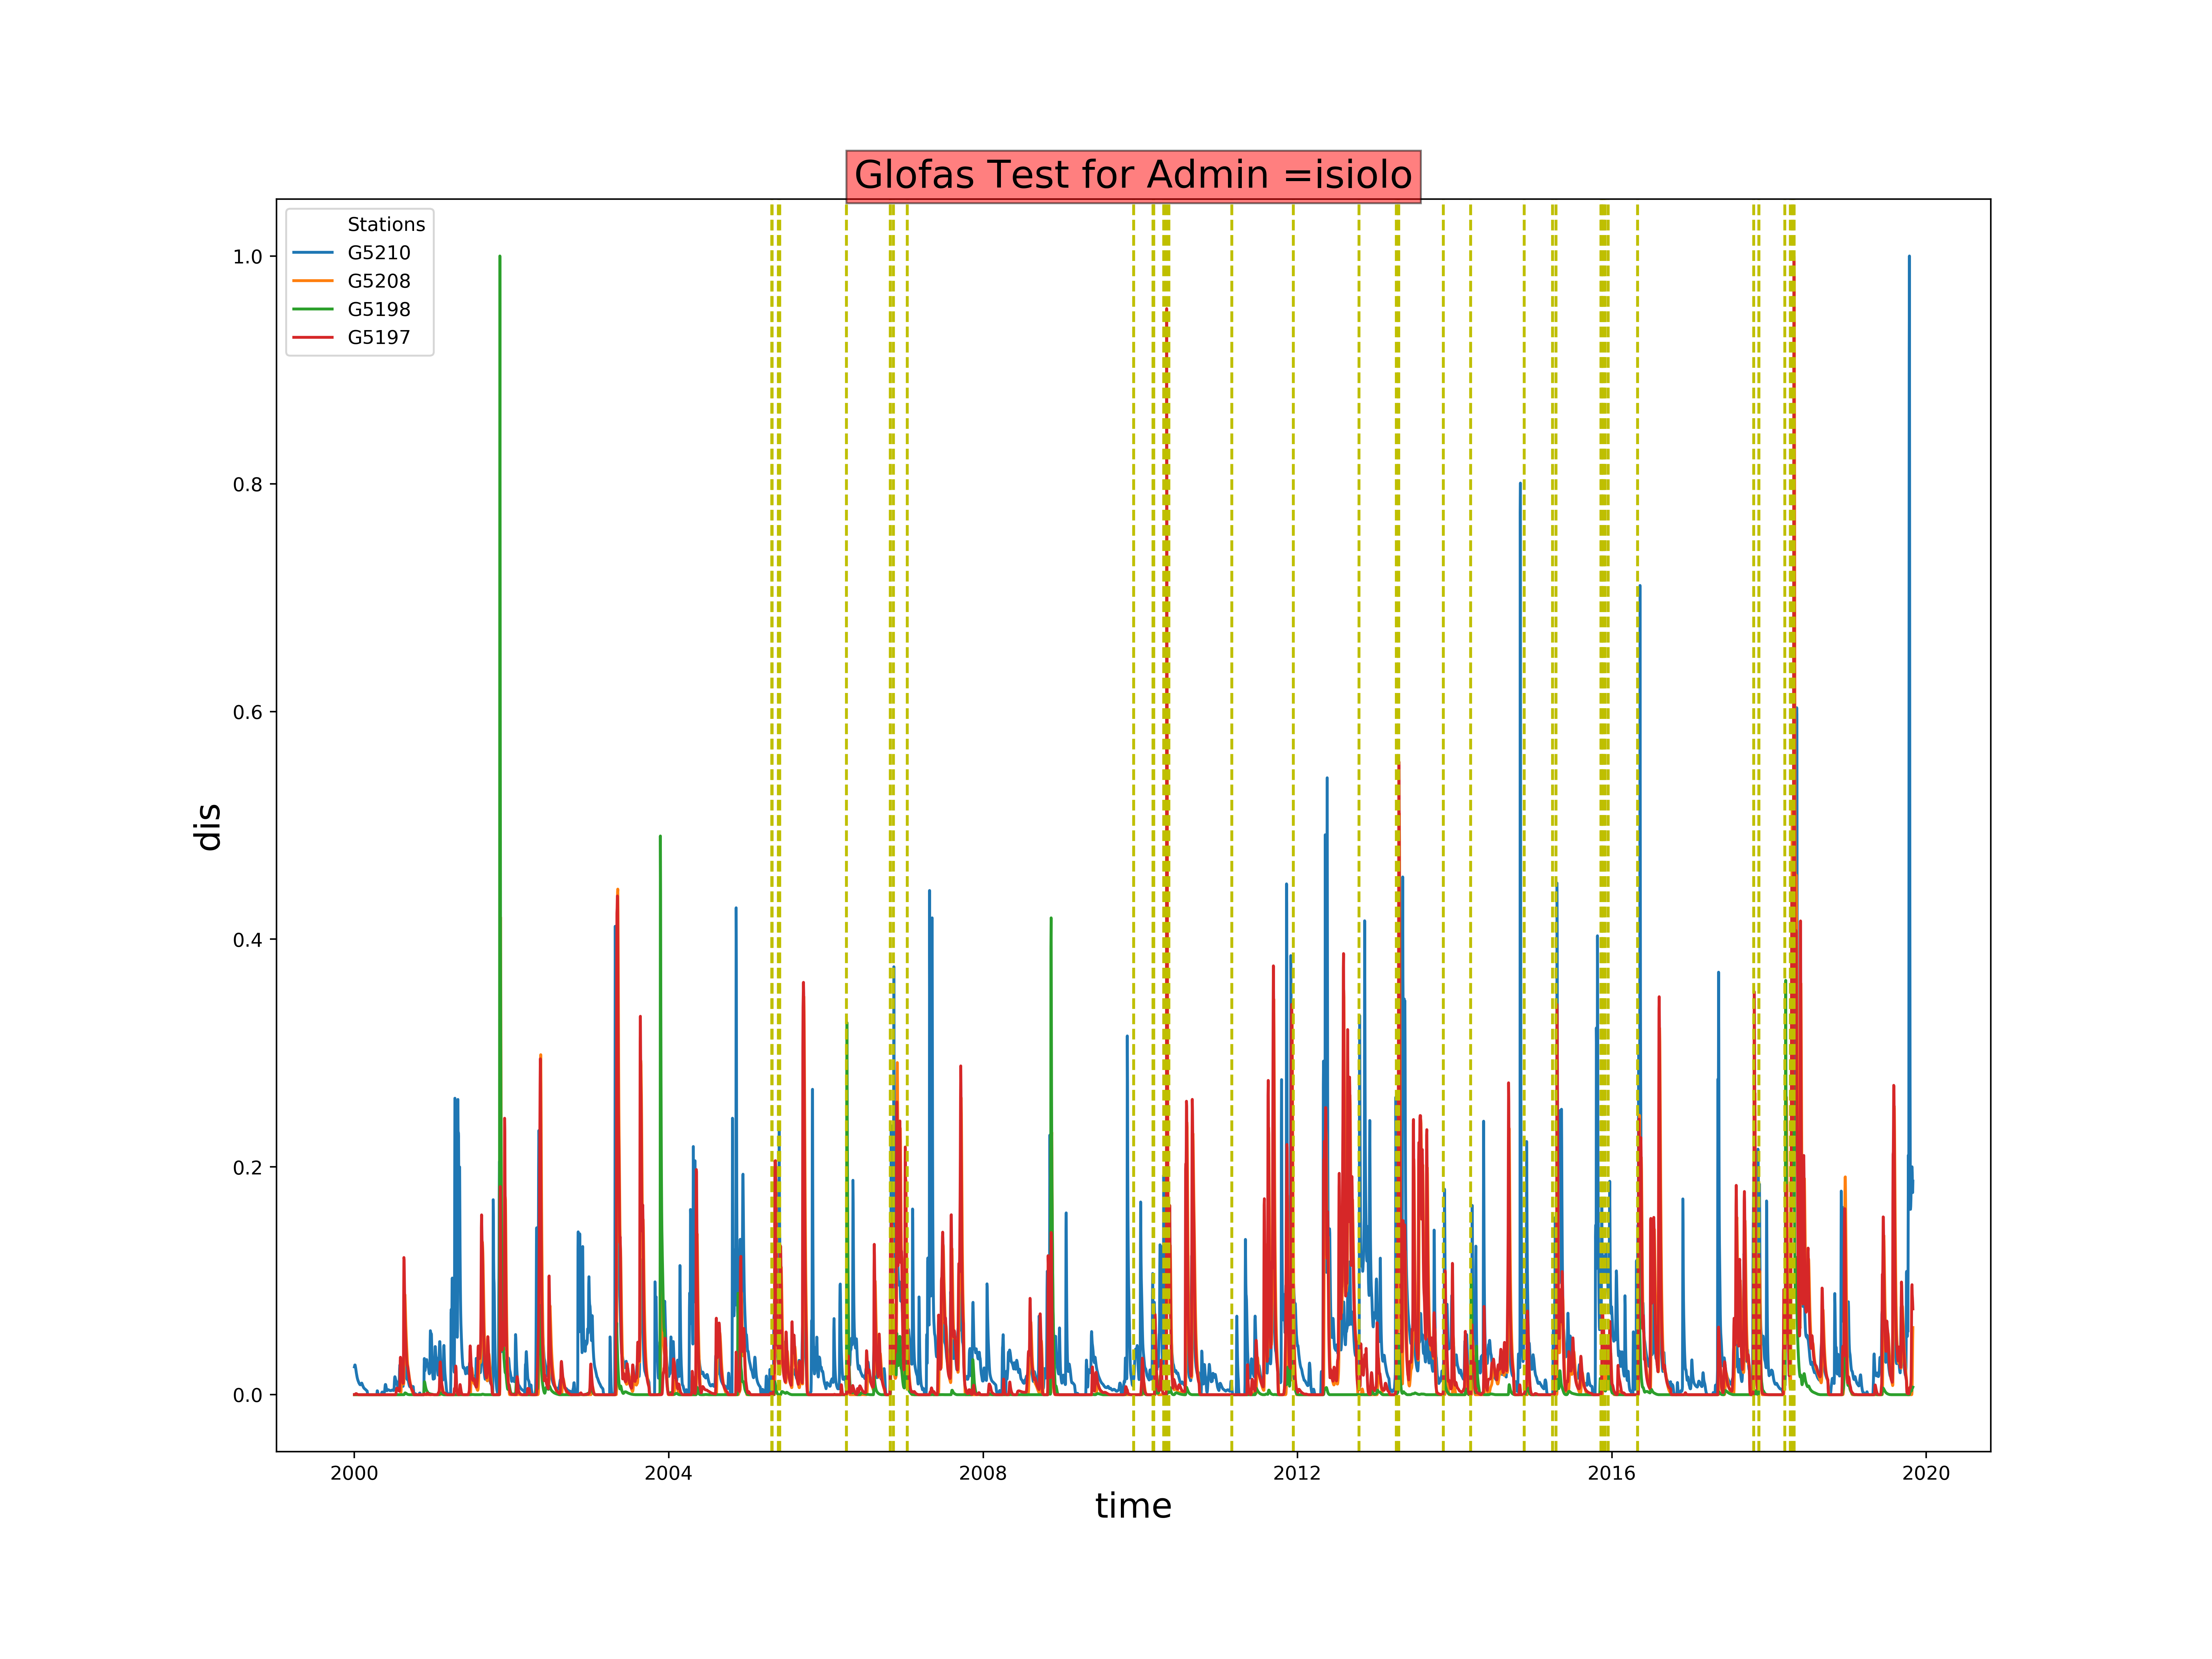 Glofas Test for Admin =isiolo
Stations
G5210
G5208
G5198
G5197
1.0
0.8
0.6
0.4
0.2
0.0
dis
2000
2004
2008
2012
2016
2020
time